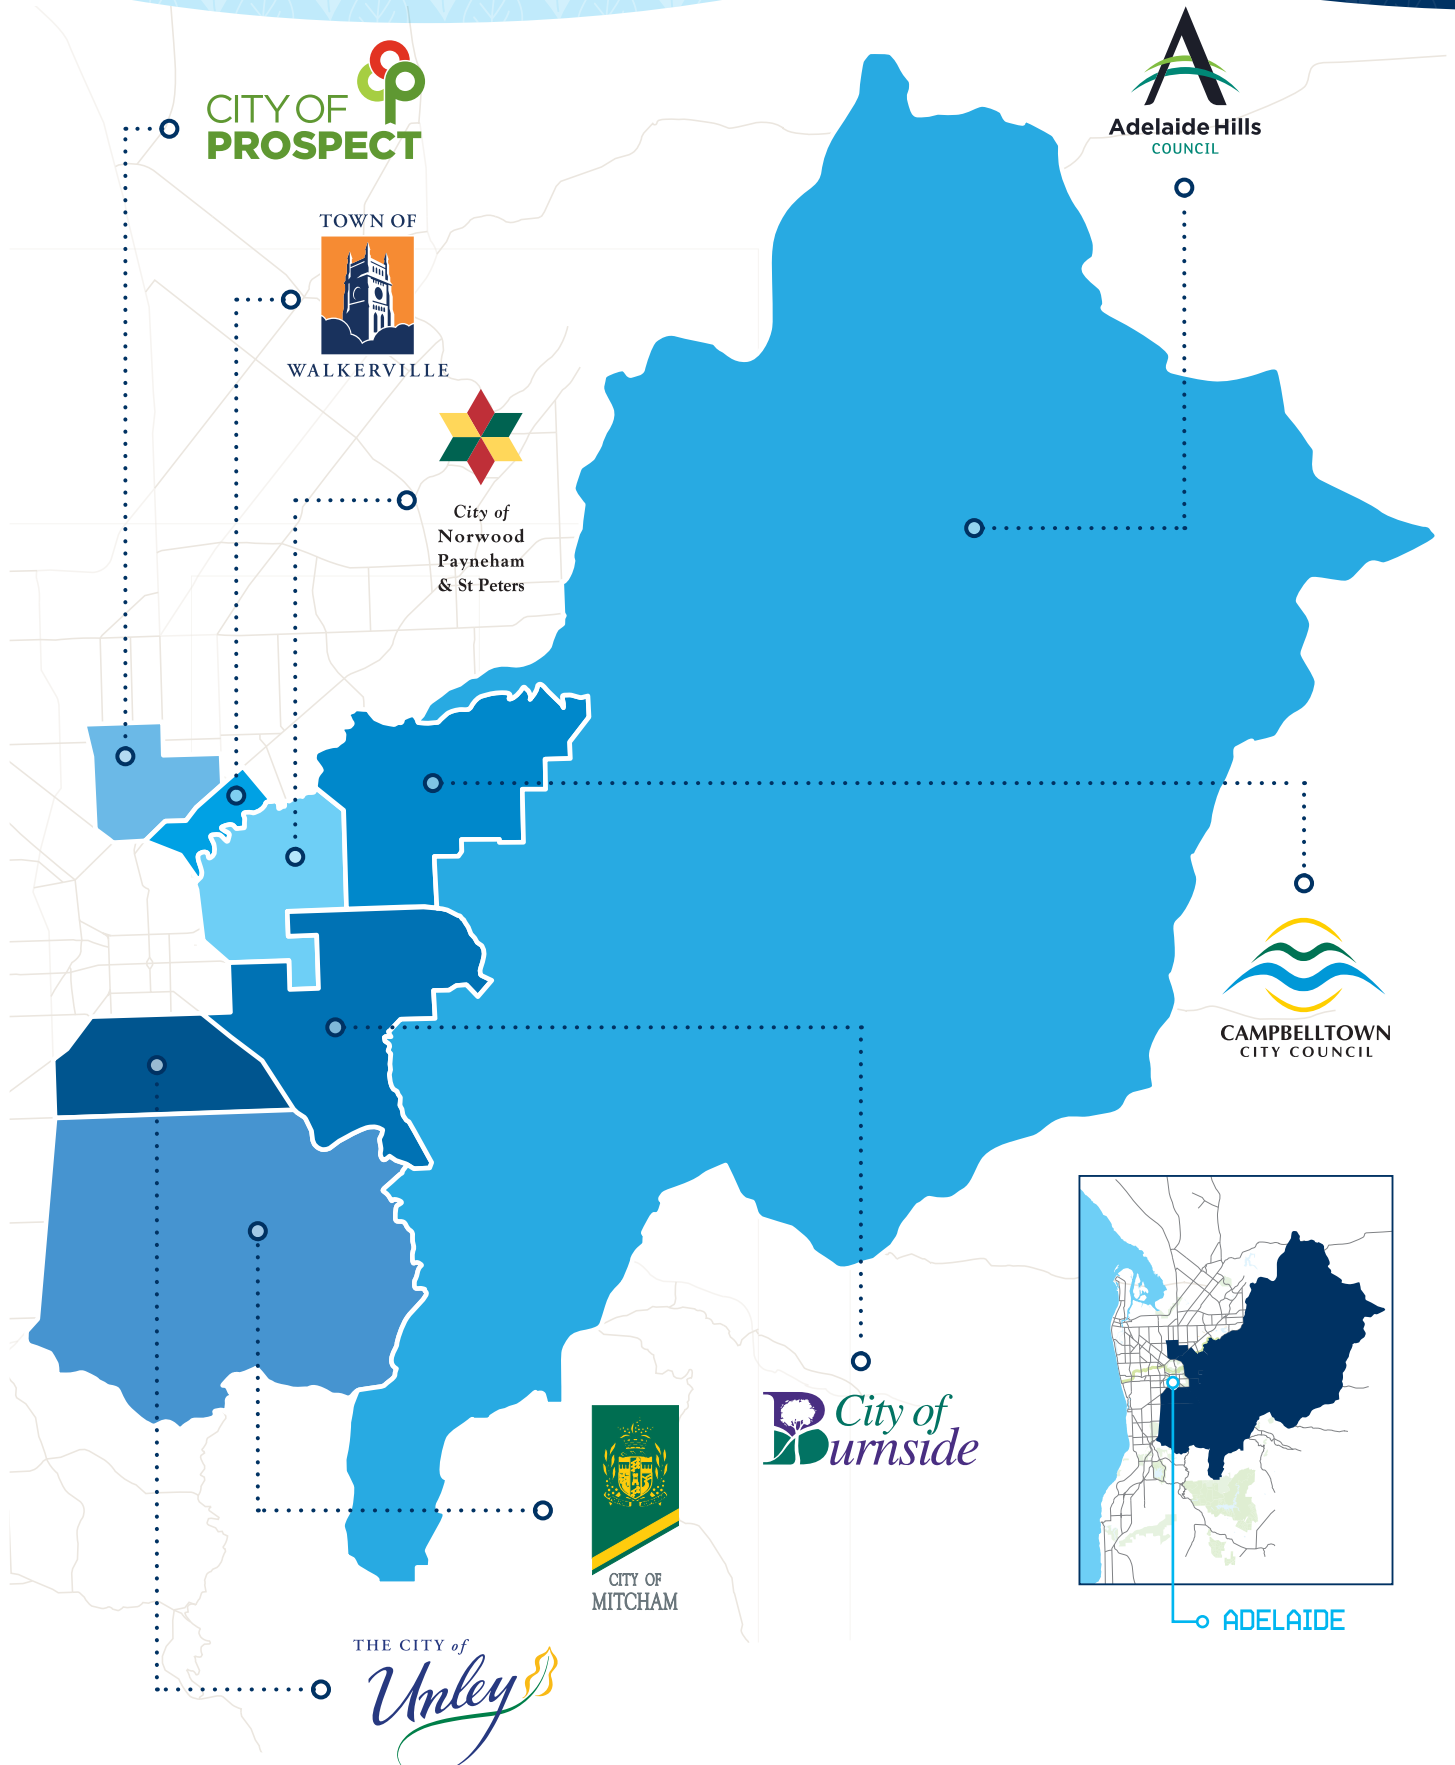 CITY OF
PROSPECT
Adelaide Hills
COUNCIL
TOWN OF
WALKERVILLE
City of
Norwood
Payneham
& St Peters
CAMPBELLTOWN
CITY COUNCIL
City of
Burnside
CITY OF
MITCHAM
ADELAIDE
THE CITY of
Unley